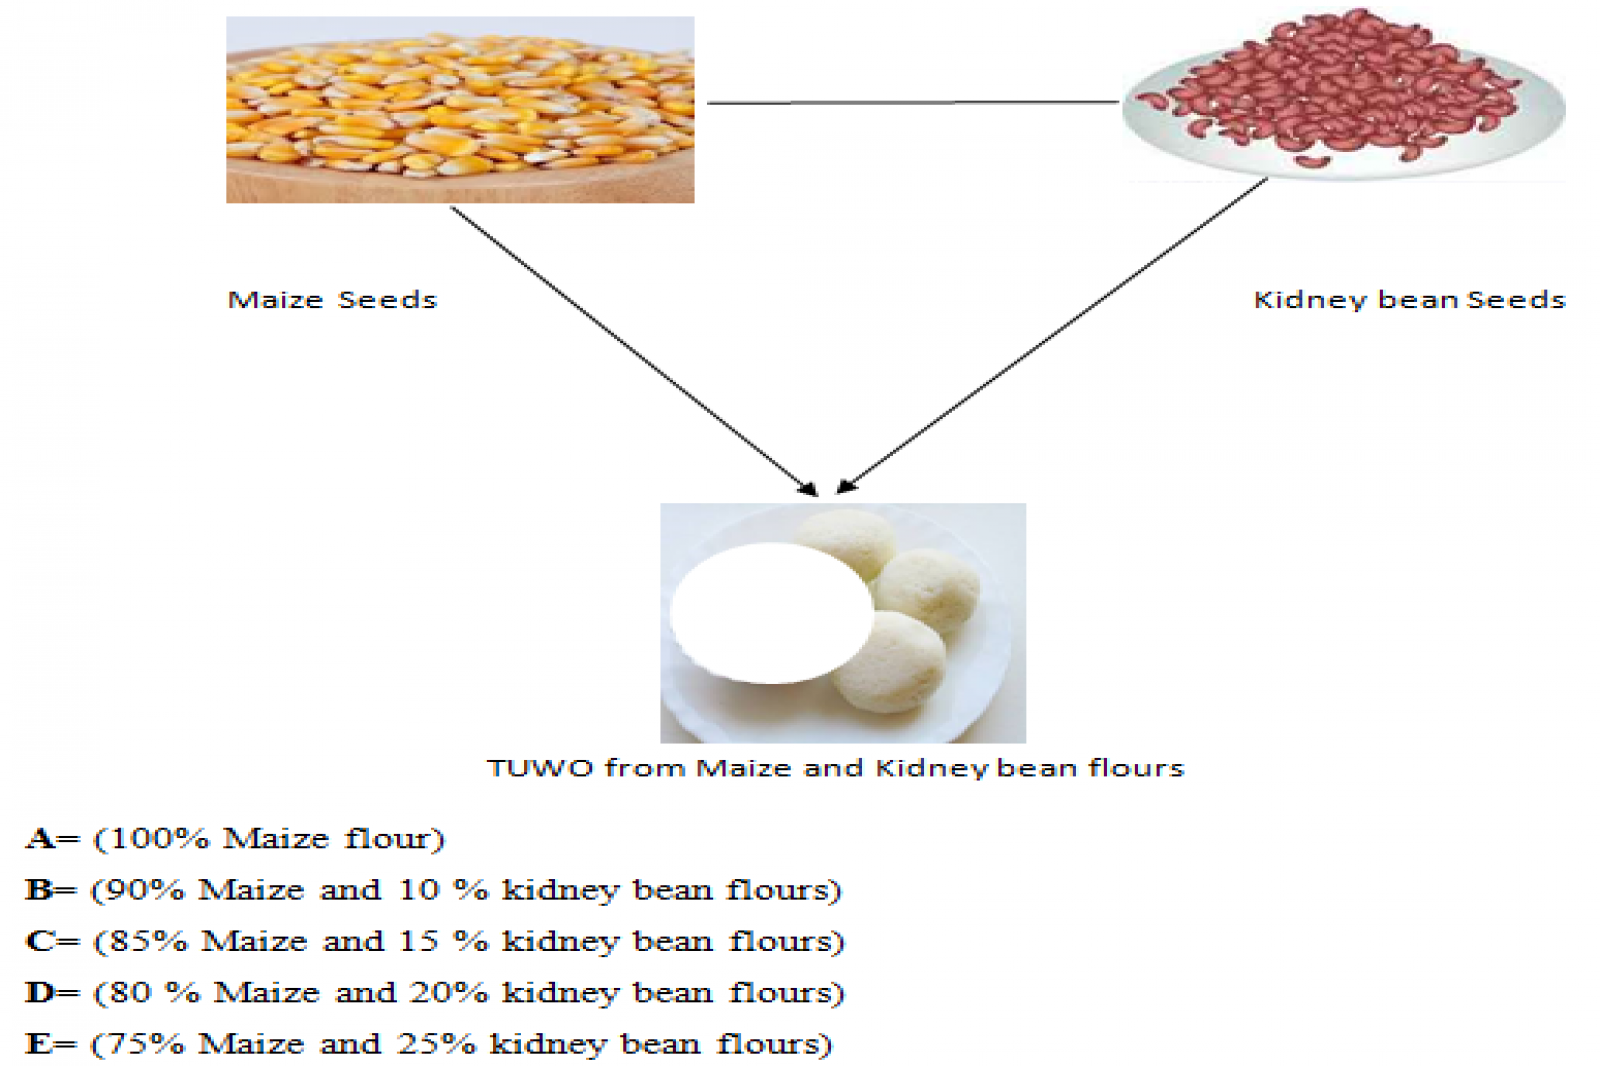 Maize Seeds
Kidney bean Seeds
TUWO from Maize and Kidney bean flours
A= (100% Maize flour)
B= (90% Maize and 10 % kidney bean flours)
C= (85% Maize and 15 % kidney bean flours)
D= (80 % Maize and 20% kidney bean flours)
E= (75% Maize and 25% kidney bean flours)